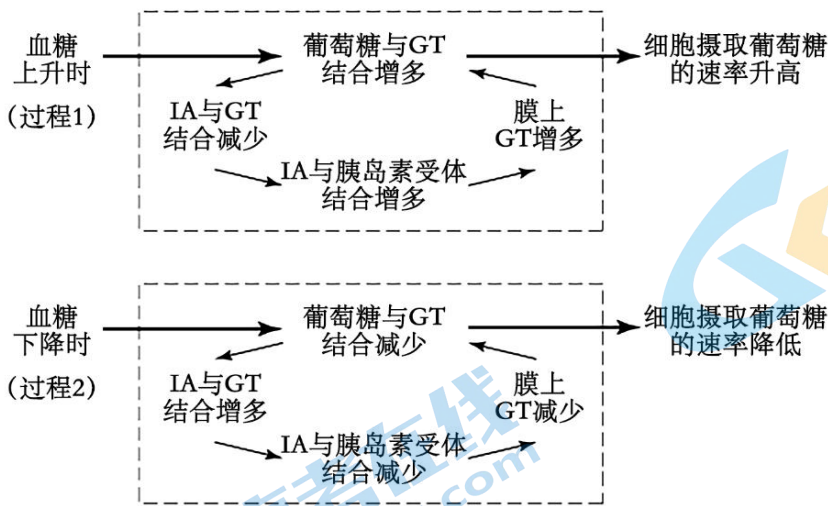 血糖
上升时
（过程1）
葡萄糖与GT
结合增多
细胞摄取葡萄糖
的速率升高
IA与GT
结合减少
膜上
GT增多
IA与胰岛素受体
结合增多
血糖
下降时
（过程2）
葡萄糖与GT
结合减少
细胞摄取葡萄糖
的速率降低
IA与GT
结合增多
膜上
GT减少
IA与胰岛素受体
结合减少
考在线
.com